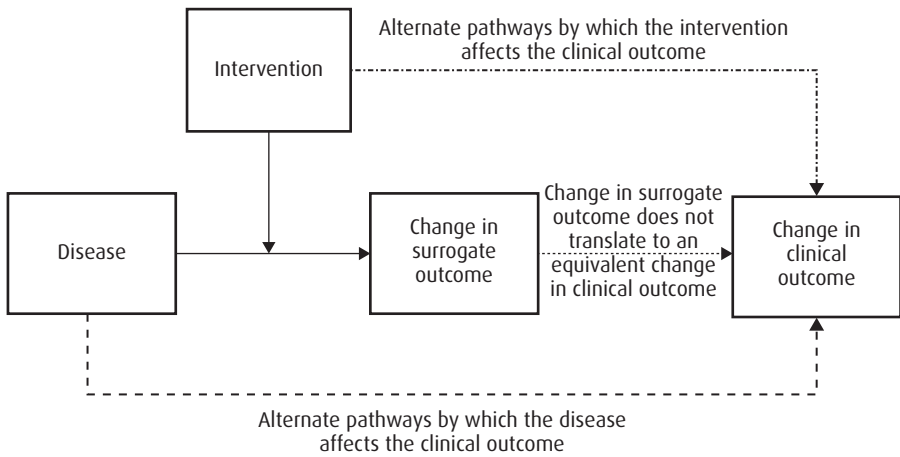 Alternate pathways by which the intervention
affects the clinical outcome
Intervention
Disease
Change in
surrogate
outcome
Change in surrogate
outcome does not
translate to an
equivalent change
in clinical outcome
Change in
clinical
outcome
Alternate pathways by which the disease
affects the clinical outcome